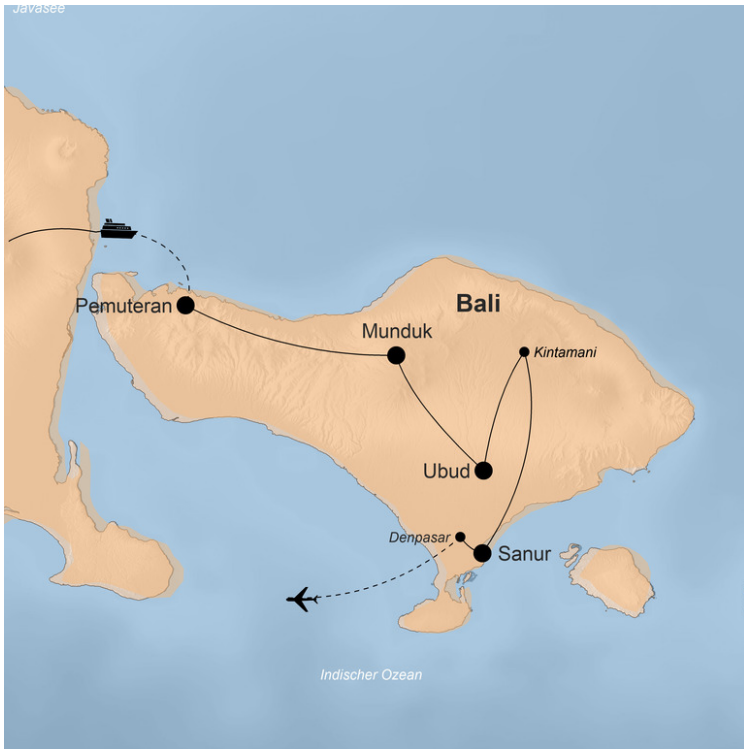 Javasee
Bali
Pemuteran
Munduk
Kintamani
Ubud
Denpasar
Sanur
Indischer Ozean